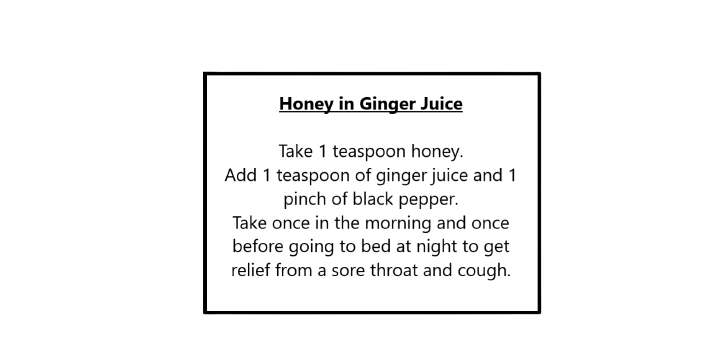 Honey in Ginger Juice
Take 1 teaspoon honey.
Add 1 teaspoon of ginger juice and 1
pinch of black pepper.
Take once in the morning and once
before going to bed at night to get
relief from a sore throat and cough.